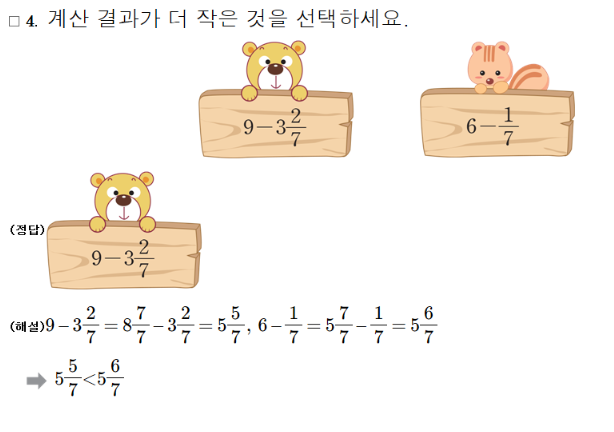 □ 4. 계산 결과가 더 작은 것을 선택하세요.
9－3 2/7
6－1/7
(정답)
9－3 2/7
(해설) 9－3 2/7＝8 7/7－3 2/7＝5 5/7, 6－1/7＝5 7/7－1/7＝5 6/7
➡ 5 5/7<5 6/7